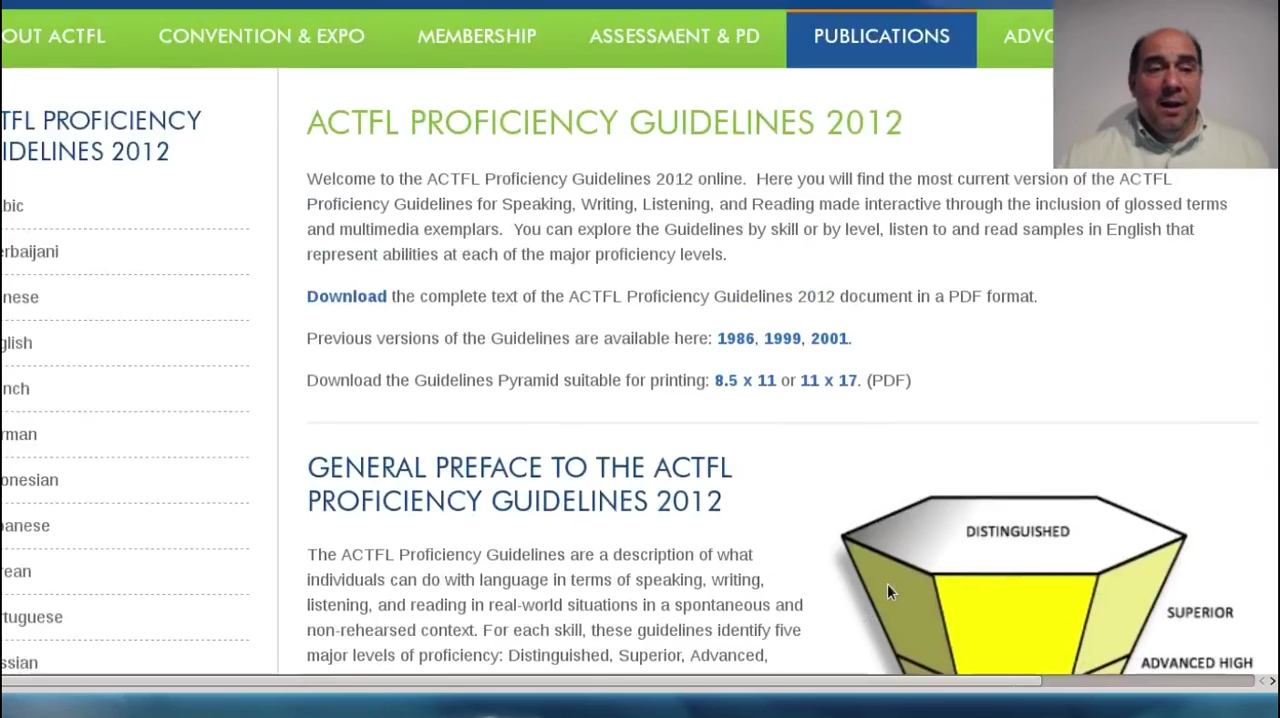 OUT ACTFL CONVENTION & EXPO MEMBERSHIP ASSESSMENT & PD PUBLICATIONS ADVO
TFL PROFICIENCY
IDELINES 2012
bic
erbaijani
nese
glish
nch
rman
onesian
panese
rean
rtuguese
ssian
ACTFL PROFICIENCY GUIDELINES 2012
Welcome to the ACTFL Proficiency Guidelines 2012 online. Here you will find the most current version of the ACTFL
Proficiency Guidelines for Speaking, Writing, Listening, and Reading made interactive through the inclusion of glossed terms
and multimedia exemplars. You can explore the Guidelines by skill or by level, listen to and read samples in English that
represent abilities at each of the major proficiency levels.
Download the complete text of the ACTFL Proficiency Guidelines 2012 document in a PDF format.
Previous versions of the Guidelines are available here: 1986, 1999, 2001.
Download the Guidelines Pyramid suitable for printing: 8.5 x 11 or 11 x 17. (PDF)
GENERAL PREFACE TO THE ACTFL
PROFICIENCY GUIDELINES 2012
The ACTFL Proficiency Guidelines are a description of what
individuals can do with language in terms of speaking, writing,
listening, and reading in real-world situations in a spontaneous and
non-rehearsed context. For each skill, these guidelines identify five
major levels of proficiency: Distinguished, Superior, Advanced,
DISTINGUISHED
SUPERIOR
ADVANCED HIGH